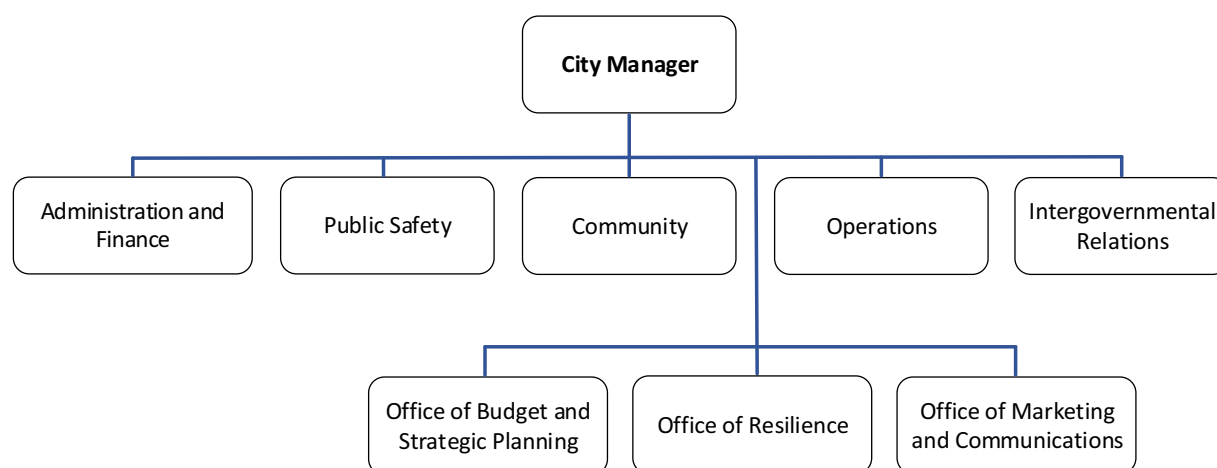 City Manager
Administration and
Finance
Public Safety
Community
Operations
Intergovernmental
Relations
Office of Budget and
Strategic Planning
Office of Resilience
Office of Marketing
and Communications